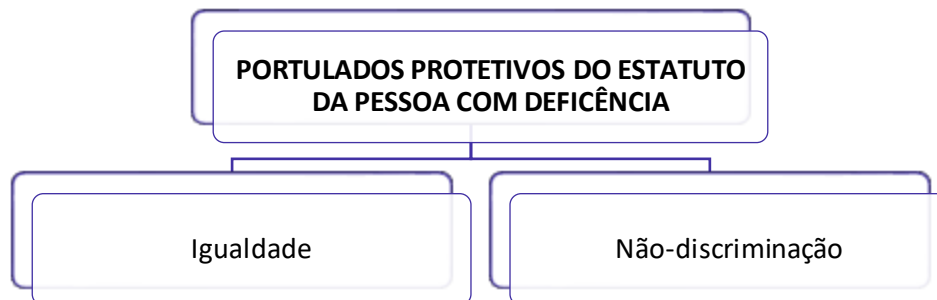 PORTULADOS PROTETIVOS DO ESTATUTO
DA PESSOA COM DEFICÊNCIA
Igualdade
Não-discriminação